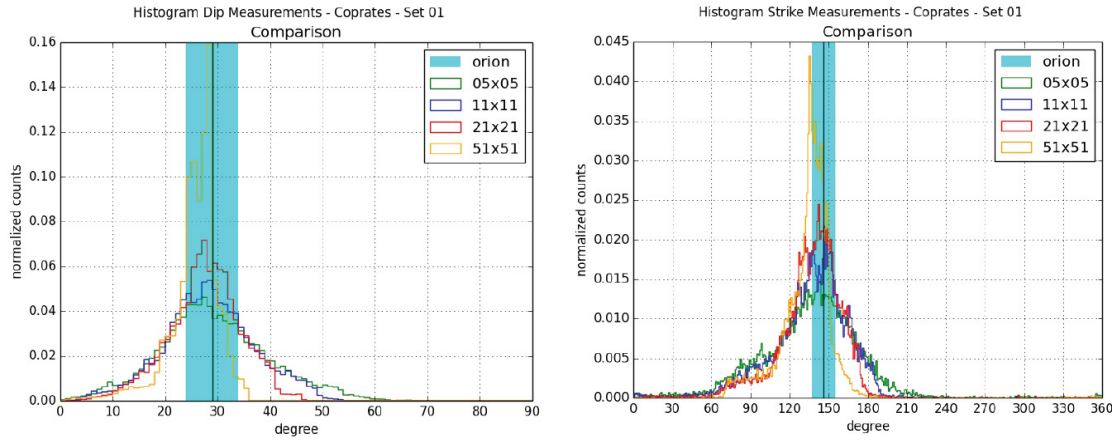 Histogram Dip Measurements - Coprates - Set 01
Comparison
0.16
0.14
0.12
0.10
0.08
0.06
0.04
0.02
0.00
normalized counts
orion
05x05
11x11
21x21
51x51
0 10 20 30 40 50 60 70 80 90
degree
Histogram Strike Measurements - Coprates - Set 01
Comparison
0.045
0.040
0.035
0.030
0.025
0.020
0.015
0.010
0.005
0.000
normalized counts
orion
05x05
11x11
21x21
51x51
0 30 60 90 120 150 180 210 240 270 300 330 360
degree